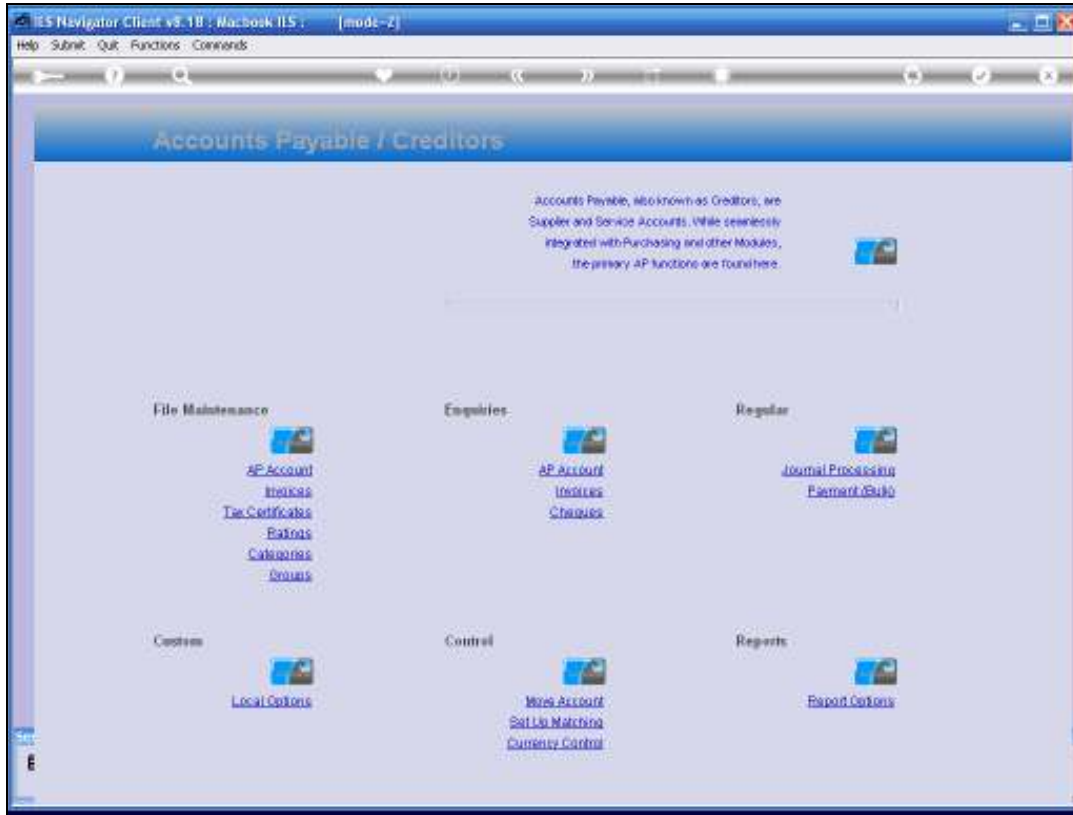 IES Navigator Client v8.1B : Macbook IES : [mode-Z]
Help Submit Quit Functions Commands
Accounts Payable / Creditors
Accounts Payable, also known as Creditors, are
Supplier and Service Accounts. While seamlessly
integrated with Purchasing and other Modules,
the primary AP functions are found here.
File Maintenance
AP Account
Invoices
Tax Certificates
Ratings
Categories
Groups
Enquiries
AP Account
Invoices
Cheques
Regular
Journal Processing
Payment (Bulk)
Custom
Local Options
Control
Move Account
Set Up Matching
Currency Control
Reports
Report Options